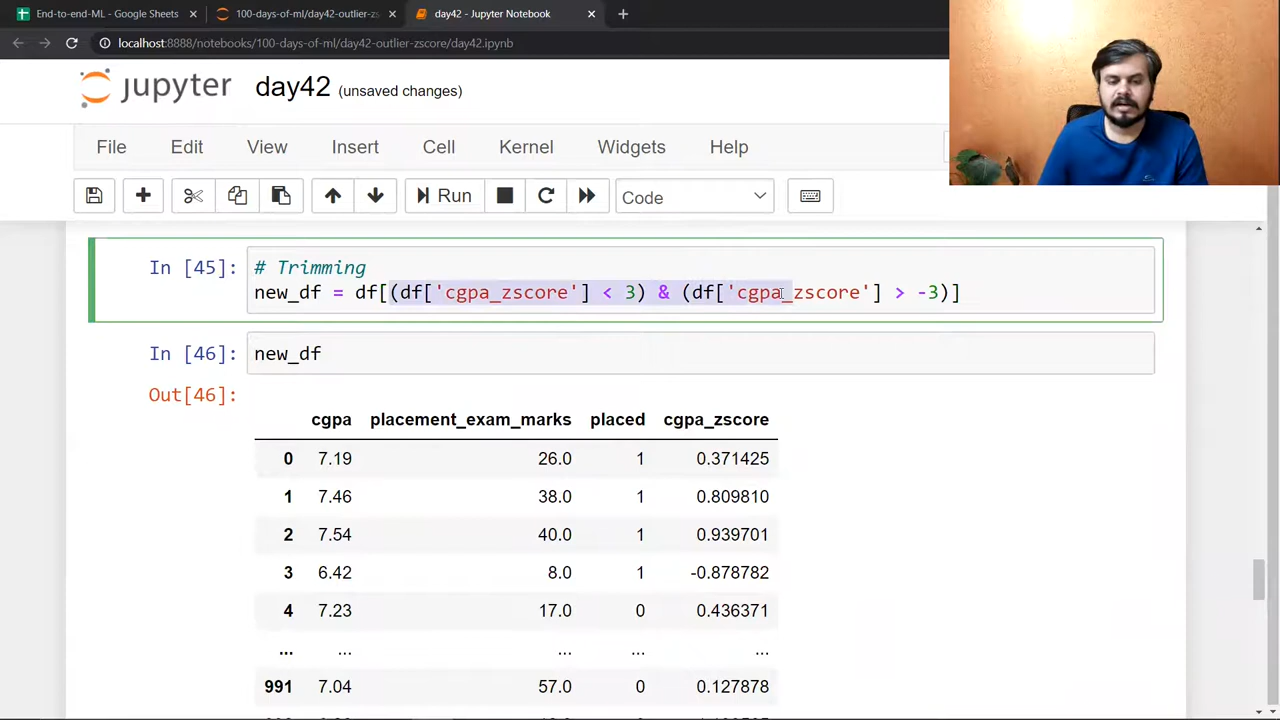 End-to-end-ML - Google Sheets
100-days-of-ml/day42-outlier-zs
day42 - Jupyter Notebook
localhost:8888/notebooks/100-days-of-ml/day42-outlier-zscore/day42.ipynb
jupyter day42 (unsaved changes)
File Edit View Insert Cell Kernel Widgets Help
Run Code
In [45]: # Trimming
new_df = df[(df['cgpa_zscore'] < 3) & (df['cgpa_zscore'] > -3)]
In [46]: new_df
Out[46]:
cgpa placement_exam_marks placed cgpa_zscore
0 7.19 26.0 1 0.371425
1 7.46 38.0 1 0.809810
2 7.54 40.0 1 0.939701
3 6.42 8.0 1 -0.878782
4 7.23 17.0 0 0.436371
... ... ... ... ...
991 7.04 57.0 0 0.127878